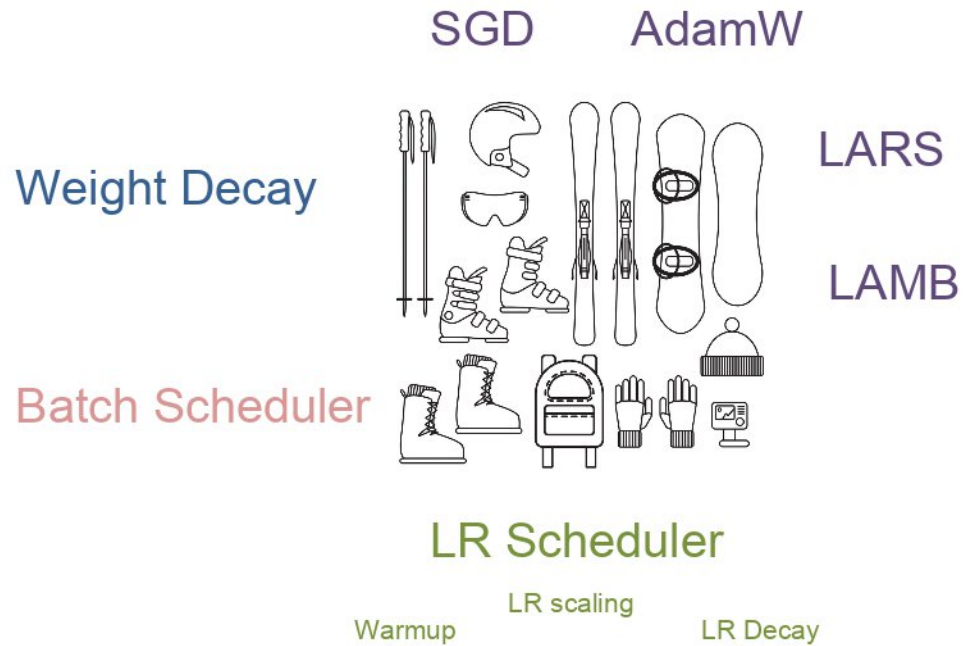 SGD
AdamW
LARS
Weight Decay
LAMB
Batch Scheduler
LR Scheduler
LR scaling
Warmup
LR Decay